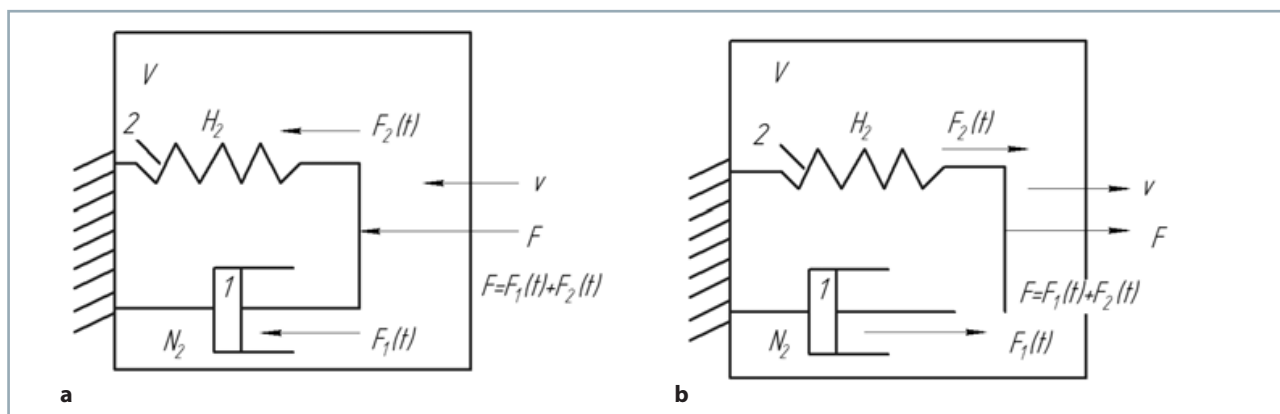 V
2
H₂
F₂(t)
v
F
1
F=F₁(t)+F₂(t)
N₂
F₁(t)
a
V
2
H₂
F₂(t)
v
F
1
F=F₁(t)+F₂(t)
N₂
F₁(t)
b